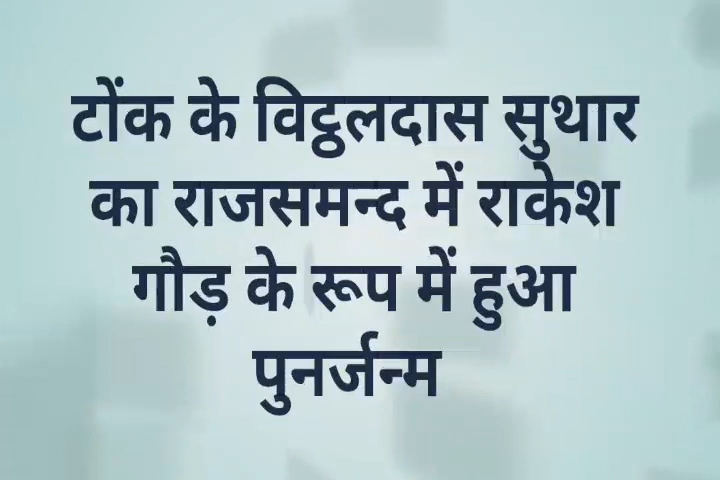 टोंक के विट्ठलदास सुथार
का राजसमन्द में राकेश
गौड़ के रूप में हुआ
पुनर्जन्म